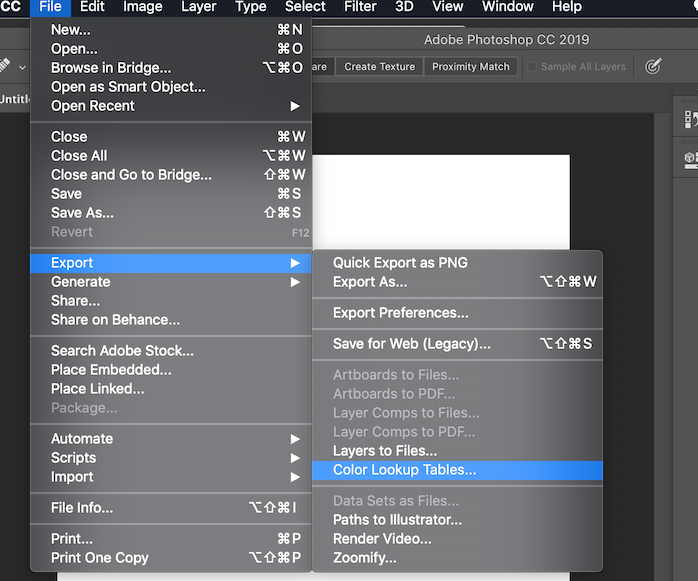 CC File Edit Image Layer Type Select Filter 3D View Window Help
Adobe Photoshop CC 2019
Create Texture Proximity Match Sample All Layers
New... ⌘N
Open... ⌘O
Browse in Bridge... ⌥⌘O
Open as Smart Object...
Open Recent ▶
Close ⌘W
Close All ⌥⌘W
Close and Go to Bridge... ⇧⌘W
Save ⌘S
Save As... ⇧⌘S
Revert F12
Export ▶
Generate ▶
Share...
Share on Behance...
Search Adobe Stock...
Place Embedded...
Place Linked...
Package...
Automate ▶
Scripts ▶
Import ▶
File Info... ⌥⇧⌘I
Print... ⌘P
Print One Copy ⌥⇧⌘P
Quick Export as PNG
Export As... ⌥⇧⌘W
Export Preferences...
Save for Web (Legacy)... ⌥⇧⌘S
Artboards to Files...
Artboards to PDF...
Layer Comps to Files...
Layer Comps to PDF...
Layers to Files...
Color Lookup Tables...
Data Sets as Files...
Paths to Illustrator...
Render Video...
Zoomify...